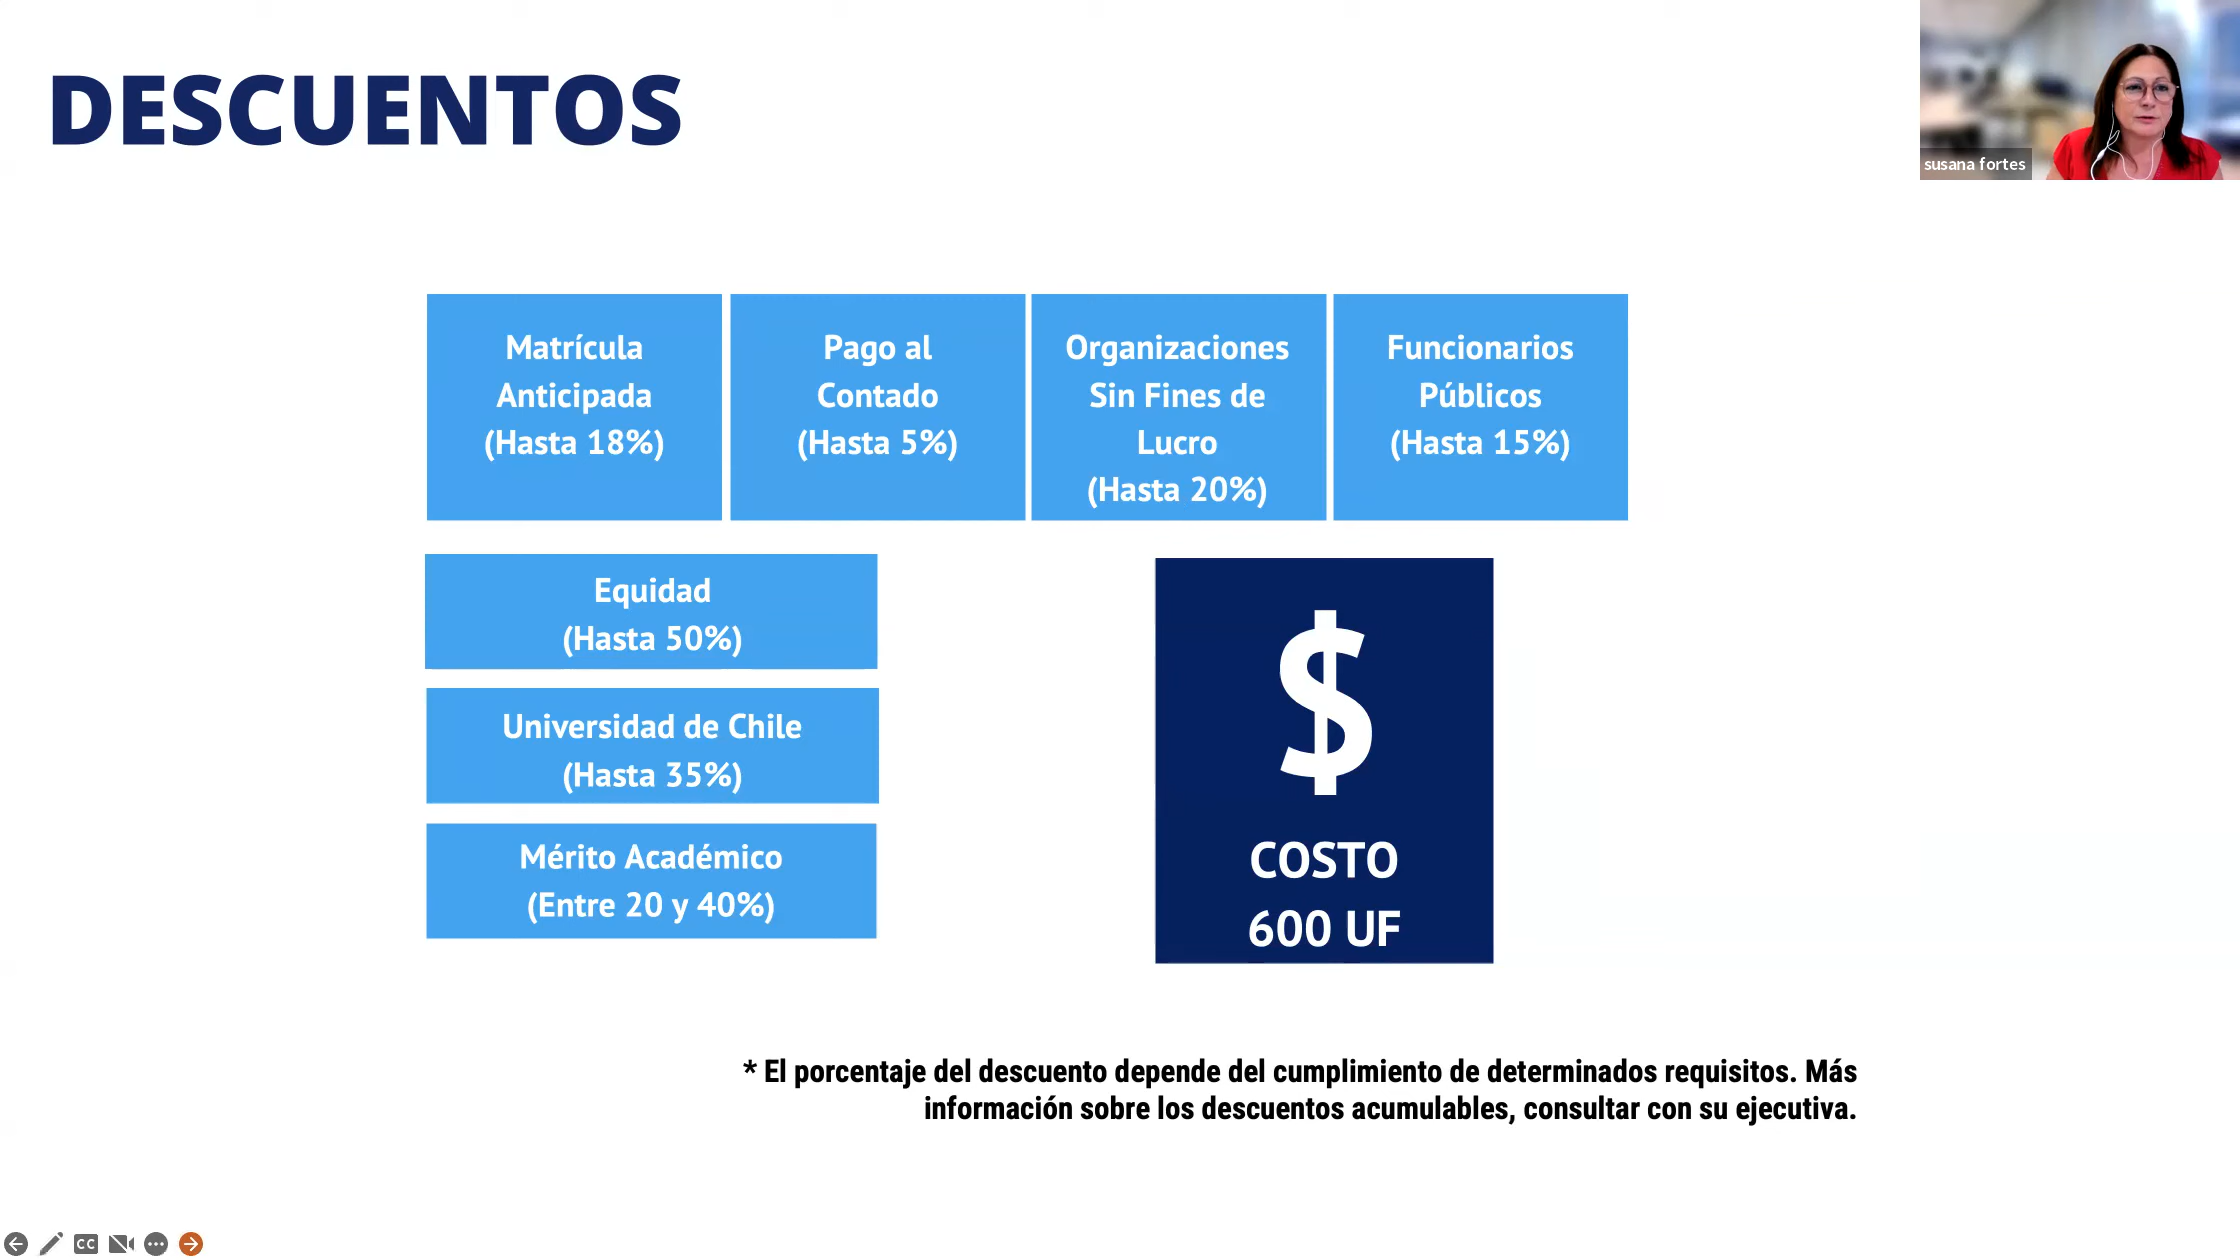 DESCUENTOS
susana fortes
Matrícula
Anticipada
(Hasta 18%)
Pago al
Contado
(Hasta 5%)
Organizaciones
Sin Fines de
Lucro
(Hasta 20%)
Funcionarios
Públicos
(Hasta 15%)
Equidad
(Hasta 50%)
Universidad de Chile
(Hasta 35%)
Mérito Académico
(Entre 20 y 40%)
$
COSTO
600 UF
* El porcentaje del descuento depende del cumplimiento de determinados requisitos. Más
información sobre los descuentos acumulables, consultar con su ejecutiva.
CC